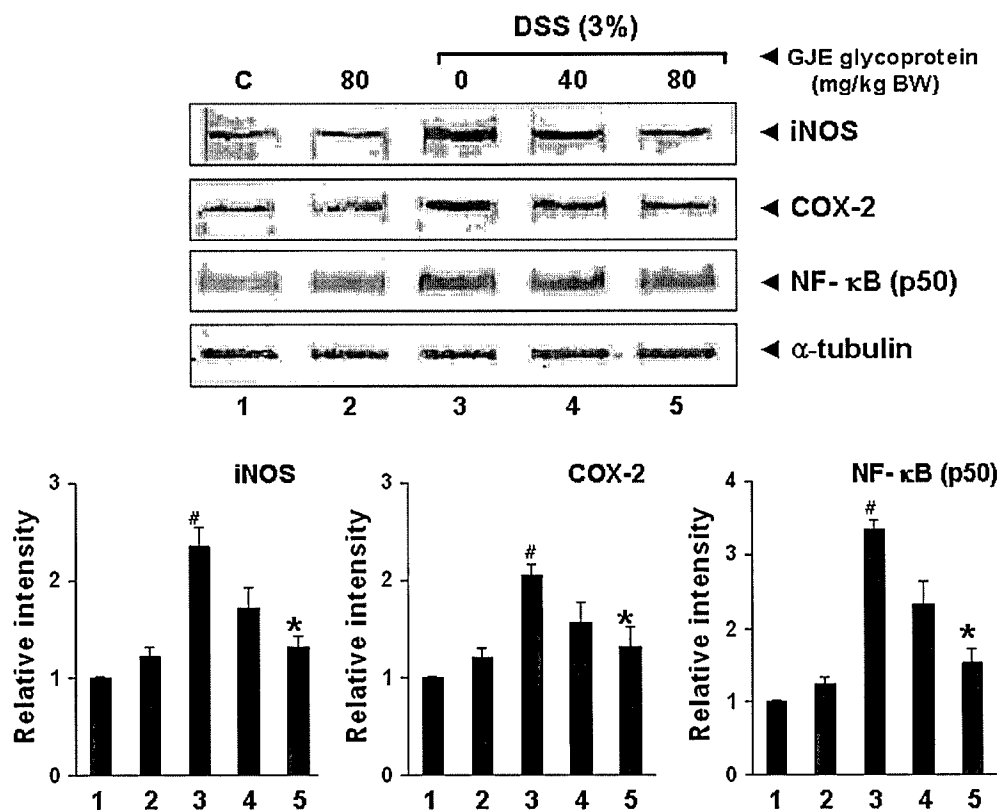 DSS (3%)
C 80 0 40 80 ◄ GJE glycoprotein
(mg/kg BW)
◄ iNOS
◄ COX-2
◄ NF- κB (p50)
◄ α-tubulin
1 2 3 4 5
iNOS
Relative intensity
3
2
1
0
#
*
1 2 3 4 5
COX-2
Relative intensity
3
2
1
0
#
*
1 2 3 4 5
NF- κB (p50)
Relative intensity
4
3
2
1
0
#
*
1 2 3 4 5